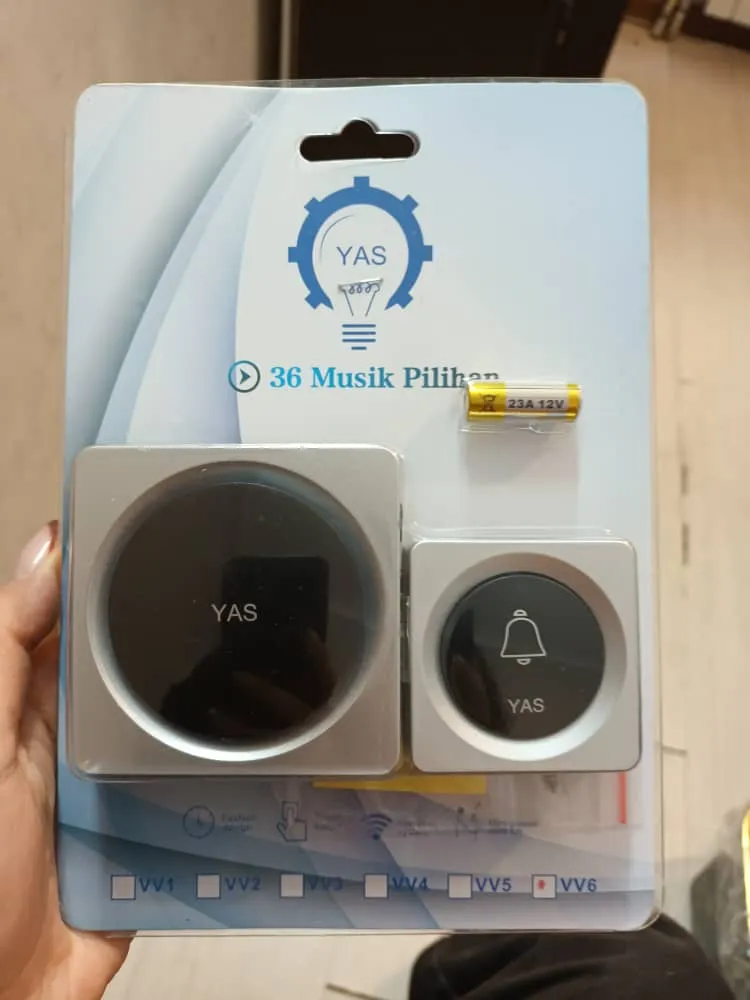 YAS
36 Musik Pilihan
23A 12V
YAS
YAS
VV1 VV2 VV3 VV4 VV5 VV6